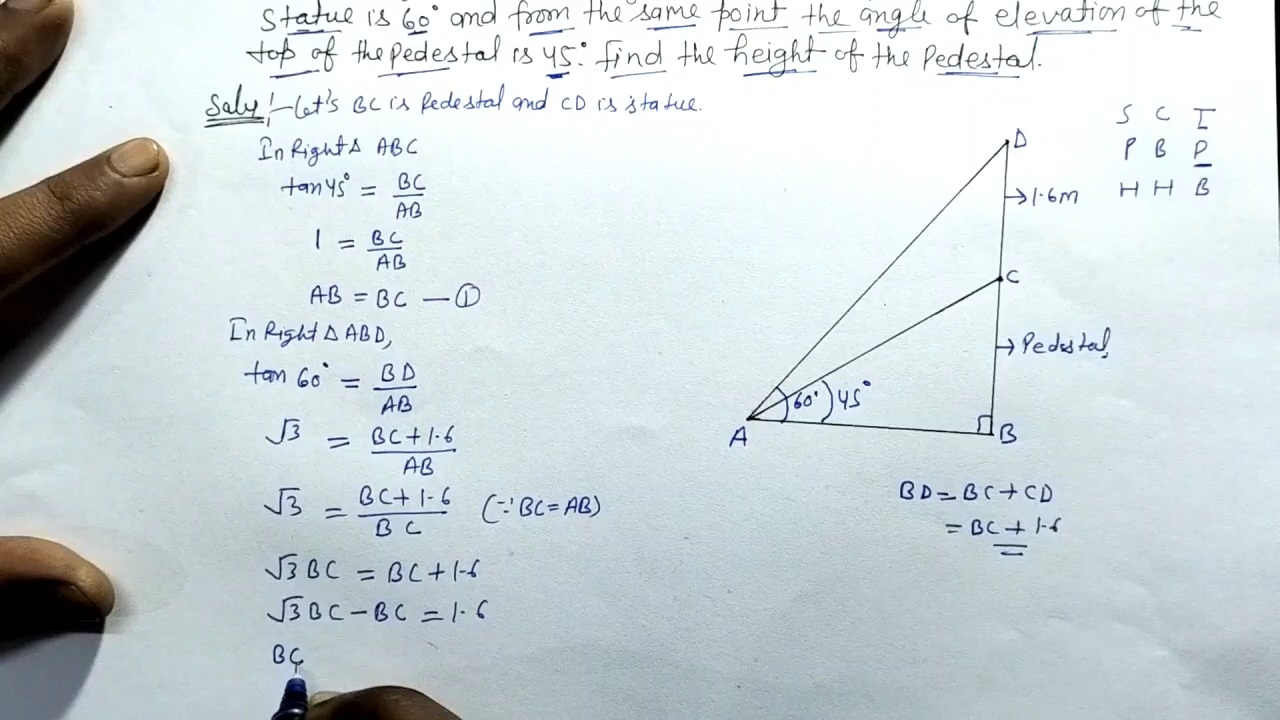 Statue is 60° and from the same point the angle of elevation of the
top of the pedestal is 45°. find the height of the Pedestal.
Soly!- Let's BC is Pedestal and CD is statue.
In Right Δ ABC
tan45° = BC/AB
1 = BC/AB
AB = BC — ①
In Right Δ ABD,
tan 60° = BD/AB
√3 = BC+1.6/AB
√3 = BC+1.6/BC (∵ BC=AB)
√3 BC = BC+1.6
√3 BC - BC = 1.6
BC
S C T
P B P
H H B
D
→1.6m
C
→ Pedestal,
60° 45°
A
B
BD = BC + CD
= BC + 1.6